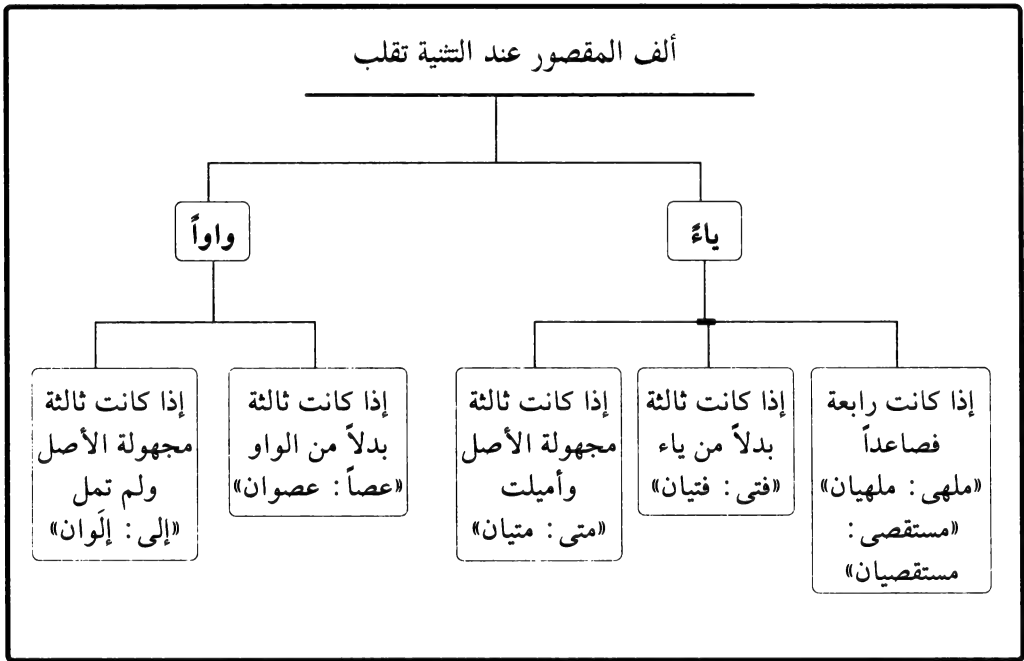 ألف المقصور عند التثنية تقلب
ياءً
واواً
إذا كانت رابعة
فصاعداً
«ملهى: ملهيان»
«مستقصى:
مستقصيان»
إذا كانت ثالثة
بدلاً من ياء
«فتى: فتيان»
إذا كانت ثالثة
مجهولة الأصل
وأميلت
«متى: متيان»
إذا كانت ثالثة
بدلاً من الواو
«عصاً: عصوان»
إذا كانت ثالثة
مجهولة الأصل
ولم تمل
«إلى: إلَوان»